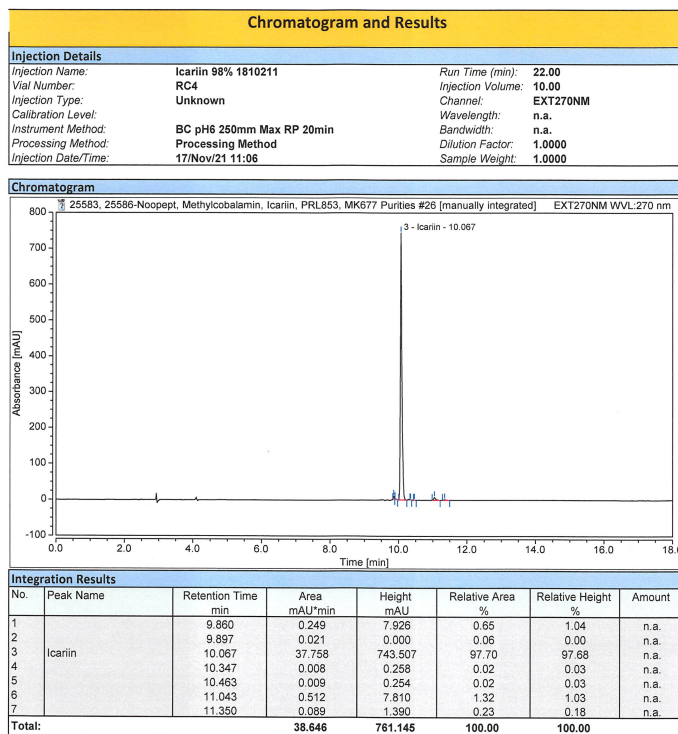 Chromatogram and Results
Injection Details
Injection Name: Icariin 98% 1810211 Run Time (min): 22.00
Vial Number: RC4 Injection Volume: 10.00
Injection Type: Unknown Channel: EXT270NM
Calibration Level: Wavelength: n.a.
Instrument Method: BC pH6 250mm Max RP 20min Bandwidth: n.a.
Processing Method: Processing Method Dilution Factor: 1.0000
Injection Date/Time: 17/Nov/21 11:06 Sample Weight: 1.0000
Chromatogram
25583, 25586-Noopept, Methylcobalamin, Icariin, PRL853, MK677 Purities #26 [manually integrated] EXT270NM WVL:270 nm
3 - Icariin - 10.067
Absorbance [mAU]
800
700
600
500
400
300
200
100
0
-100
0.0 2.0 4.0 6.0 8.0 10.0 12.0 14.0 16.0 18.0
Time [min]
Integration Results
No. Peak Name Retention Time Area Height Relative Area Relative Height Amount
min mAU*min mAU % %
1 9.860 0.249 7.926 0.65 1.04 n.a.
2 9.897 0.021 0.000 0.06 0.00 n.a.
3 Icariin 10.067 37.758 743.507 97.70 97.68 n.a.
4 10.347 0.008 0.258 0.02 0.03 n.a.
5 10.463 0.009 0.254 0.02 0.03 n.a.
6 11.043 0.512 7.810 1.32 1.03 n.a.
7 11.350 0.089 1.390 0.23 0.18 n.a.
Total: 38.646 761.145 100.00 100.00